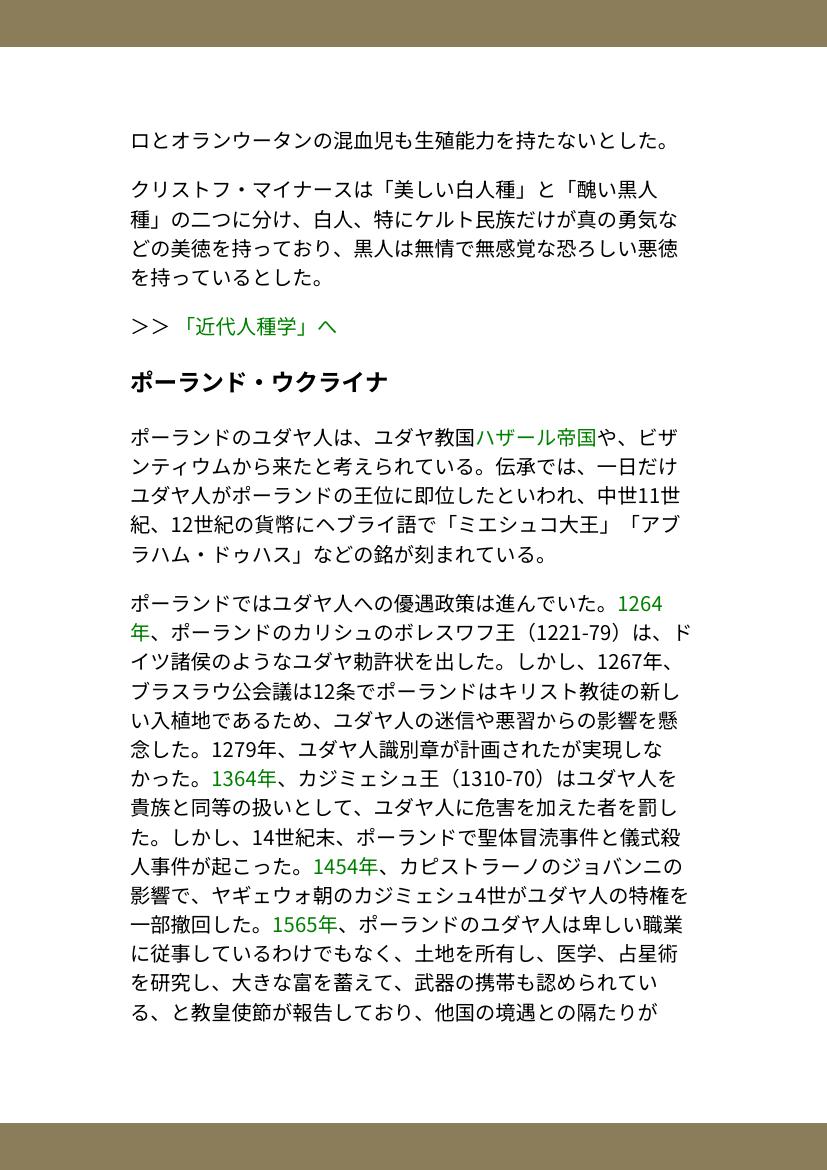 ロとオランウータンの混血児も生殖能力を持たないとした。
クリストフ・マイナースは「美しい白人種」と「醜い黒人
種」の二つに分け、白人、特にケルト民族だけが真の勇気な
どの美徳を持っており、黒人は無情で無感覚な恐ろしい悪徳
を持っているとした。
>> 「近代人種学」へ
ポーランド・ウクライナ
ポーランドのユダヤ人は、ユダヤ教国ハザール帝国や、ビザ
ンティウムから来たと考えられている。伝承では、一日だけ
ユダヤ人がポーランドの王位に即位したといわれ、中世11世
紀、12世紀の貨幣にヘブライ語で「ミエシュコ大王」「アブ
ラハム・ドゥハス」などの銘が刻まれている。
ポーランドではユダヤ人への優遇政策は進んでいた。1264
年、ポーランドのカリシュのボレスワフ王（1221-79）は、ド
イツ諸侯のようなユダヤ勅許状を出した。しかし、1267年、
ブラスラウ公会議は12条でポーランドはキリスト教徒の新し
い入植地であるため、ユダヤ人の迷信や悪習からの影響を懸
念した。1279年、ユダヤ人識別章が計画されたが実現しな
かった。1364年、カジミェシュ王（1310-70）はユダヤ人を
貴族と同等の扱いとして、ユダヤ人に危害を加えた者を罰し
た。しかし、14世紀末、ポーランドで聖体冒涜事件と儀式殺
人事件が起こった。1454年、カピストラーノのジョバンニの
影響で、ヤギェウォ朝のカジミェシュ4世がユダヤ人の特権を
一部撤回した。1565年、ポーランドのユダヤ人は卑しい職業
に従事しているわけでもなく、土地を所有し、医学、占星術
を研究し、大きな富を蓄えて、武器の携帯も認められてい
る、と教皇使節が報告しており、他国の境遇との隔たりが